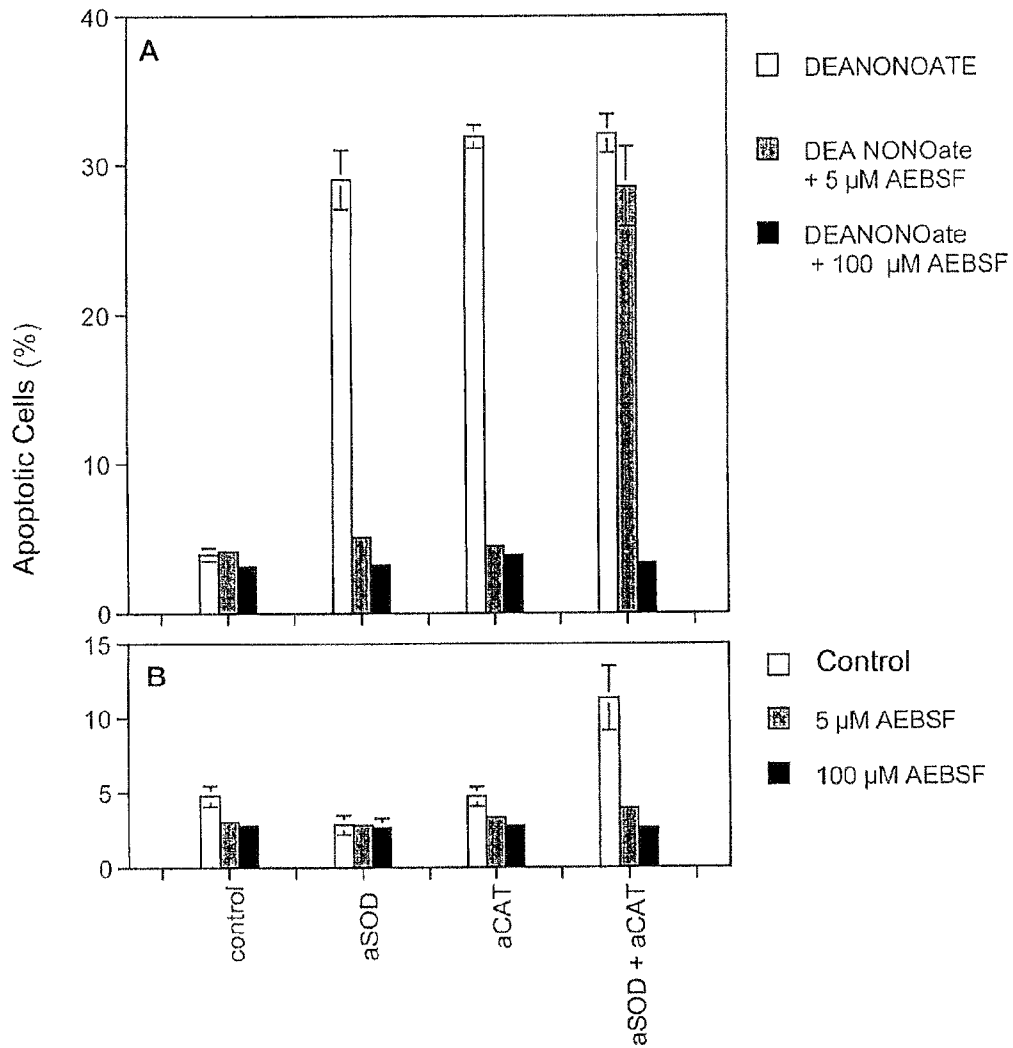 40
A
30
20
10
0
Apoptotic Cells (%)
DEANONOATE
DEA NONOate
+ 5 µM AEBSF
DEANONOate
+ 100 µM AEBSF
15
B
10
5
0
Control
5 µM AEBSF
100 µM AEBSF
control
aSOD
aCAT
aSOD + aCAT